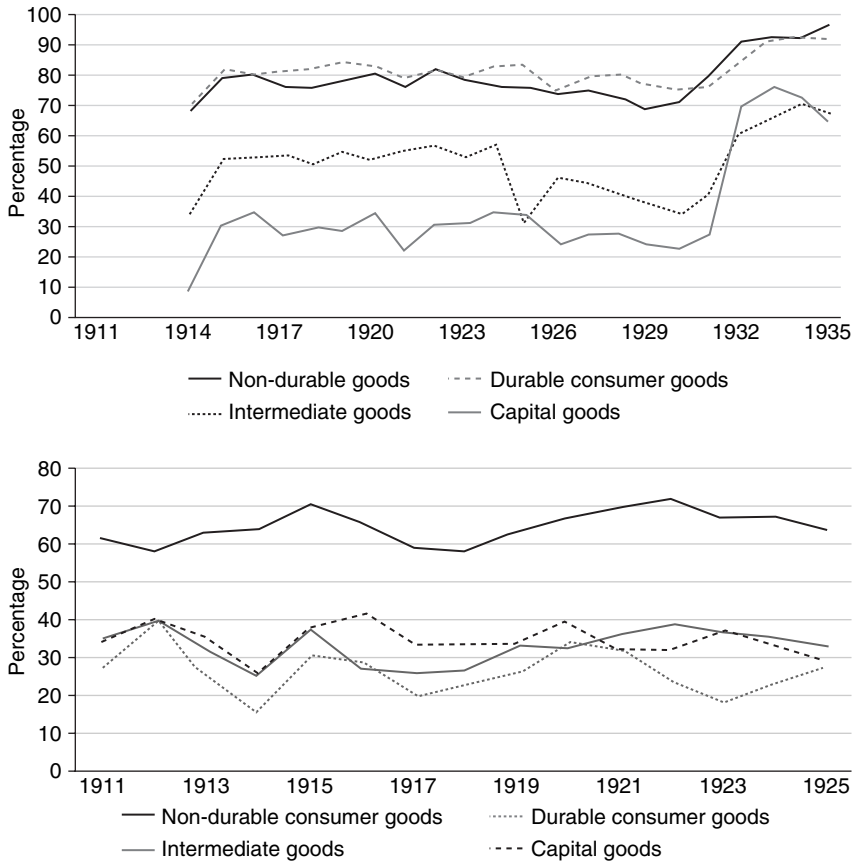 100
90
80
70
60
50
40
30
20
10
0
Percentage
1911 1914 1917 1920 1923 1926 1929 1932 1935
Non-durable goods Durable consumer goods
Intermediate goods Capital goods
80
70
60
50
40
30
20
10
0
Percentage
1911 1913 1915 1917 1919 1921 1923 1925
Non-durable consumer goods Durable consumer goods
Intermediate goods Capital goods